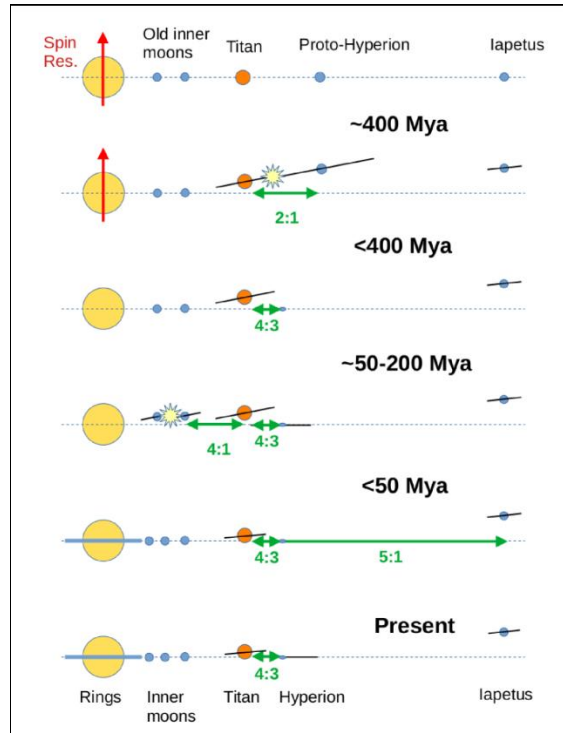 Spin
Res.
Old inner
moons
Titan
Proto-Hyperion
Iapetus
~400 Mya
2:1
<400 Mya
4:3
~50-200 Mya
4:1
4:3
<50 Mya
4:3
5:1
Present
4:3
Rings
Inner
moons
Titan
Hyperion
Iapetus